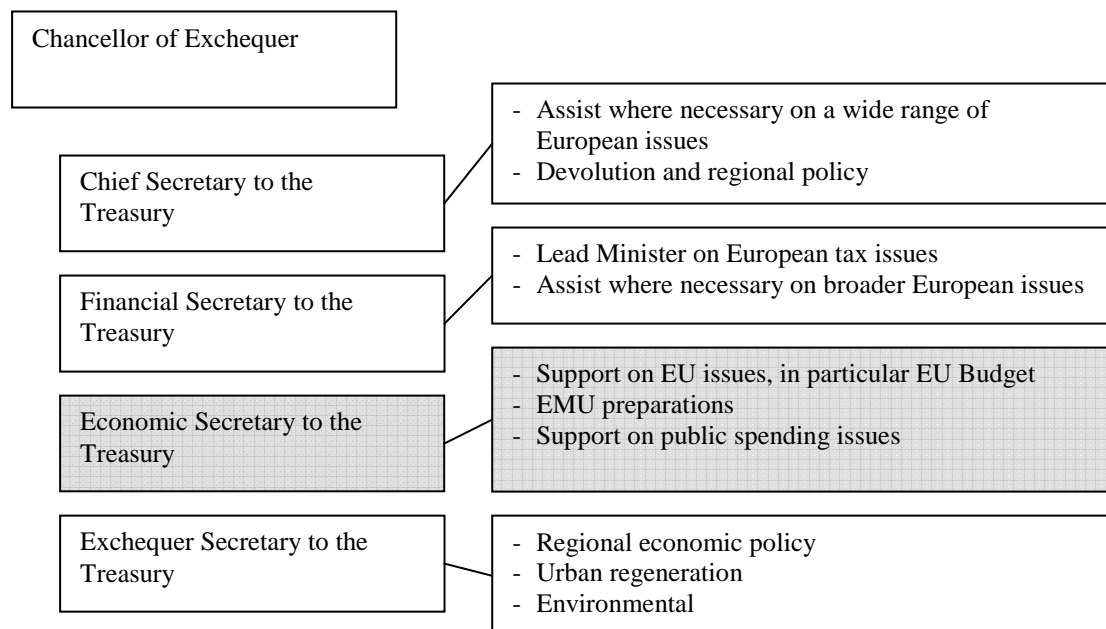 Chancellor of Exchequer
- Assist where necessary on a wide range of
European issues
- Devolution and regional policy
Chief Secretary to the
Treasury
- Lead Minister on European tax issues
- Assist where necessary on broader European issues
Financial Secretary to the
Treasury
- Support on EU issues, in particular EU Budget
- EMU preparations
- Support on public spending issues
Economic Secretary to the
Treasury
Exchequer Secretary to the
Treasury
- Regional economic policy
- Urban regeneration
- Environmental